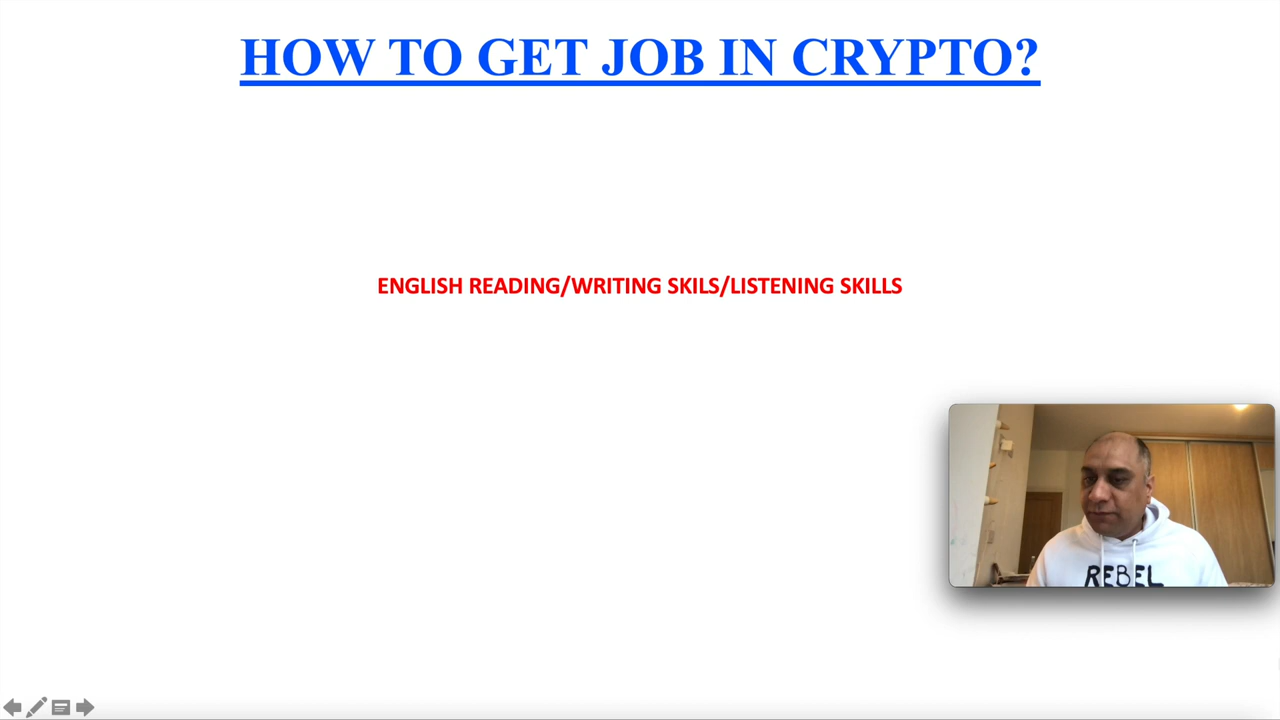 HOW TO GET JOB IN CRYPTO?
ENGLISH READING/WRITING SKILS/LISTENING SKILLS
REBEL